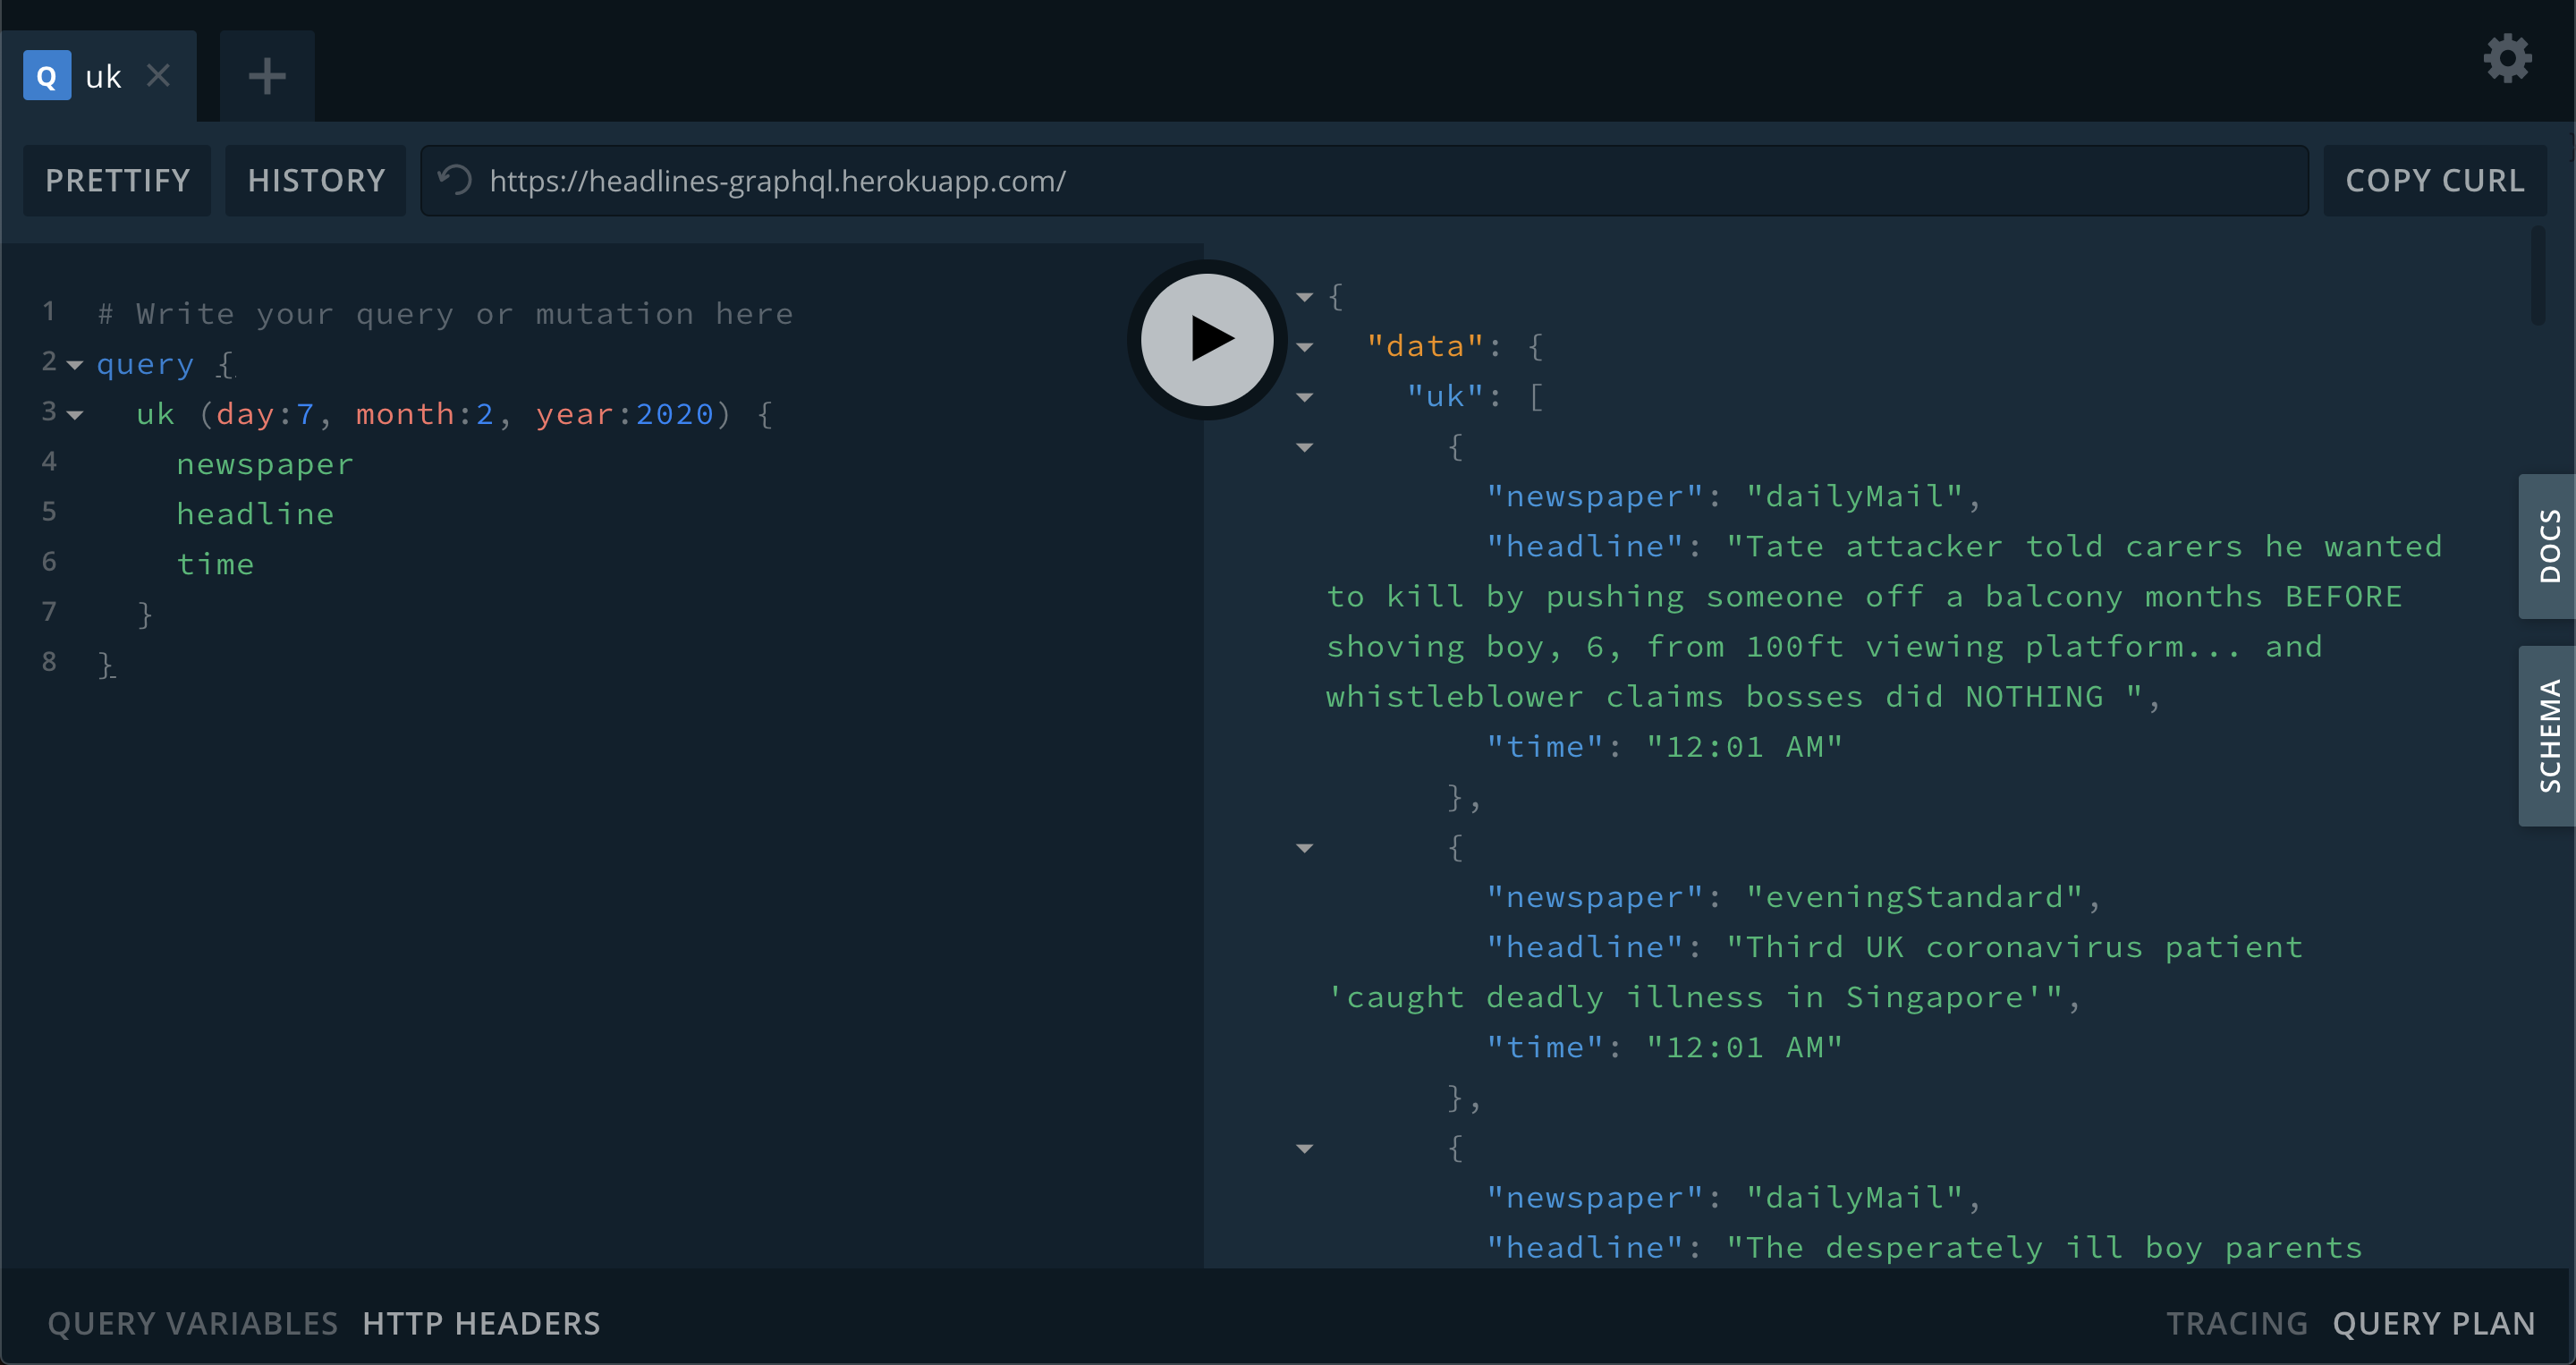 Q uk
PRETTIFY HISTORY https://headlines-graphql.herokuapp.com/ COPY CURL
1 # Write your query or mutation here
2 query {
3 uk (day:7, month:2, year:2020) {
4 newspaper
5 headline
6 time
7 }
8 }
{
"data": {
"uk": [
{
"newspaper": "dailyMail",
"headline": "Tate attacker told carers he wanted
to kill by pushing someone off a balcony months BEFORE
shoving boy, 6, from 100ft viewing platform... and
whistleblower claims bosses did NOTHING ",
"time": "12:01 AM"
},
{
"newspaper": "eveningStandard",
"headline": "Third UK coronavirus patient
'caught deadly illness in Singapore'",
"time": "12:01 AM"
},
{
"newspaper": "dailyMail",
"headline": "The desperately ill boy parents
DOCS
SCHEMA
QUERY VARIABLES HTTP HEADERS
TRACING QUERY PLAN